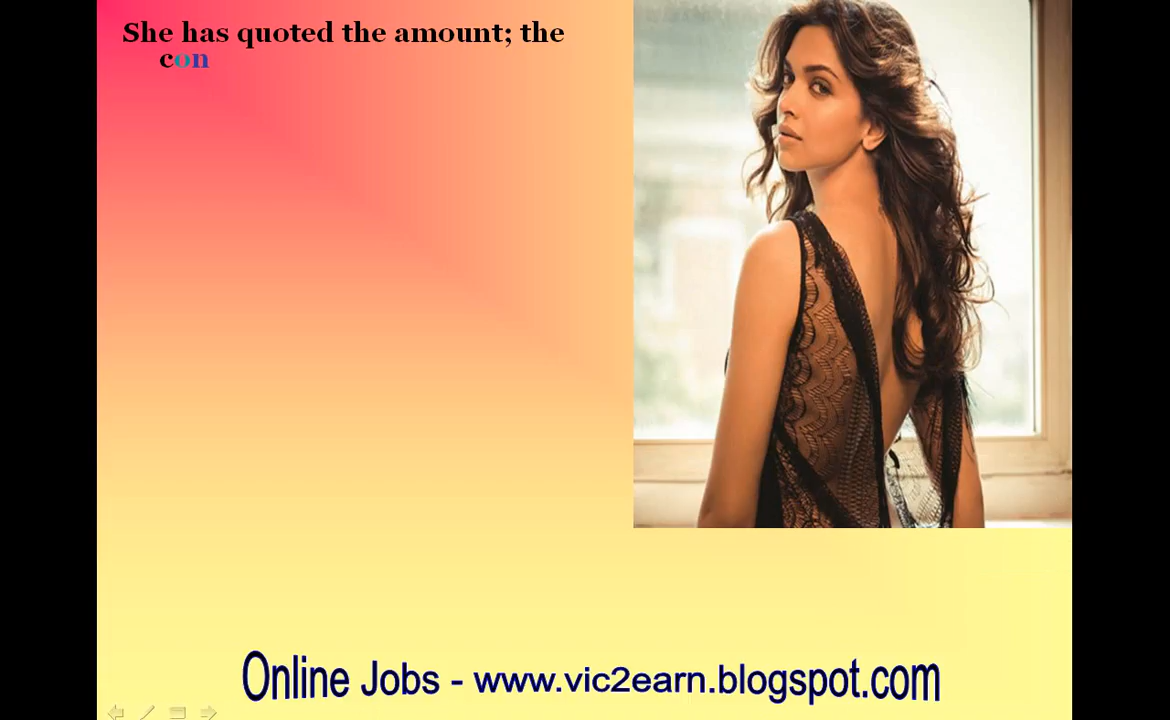 She has quoted the amount; the
con
Online Jobs - www.vic2earn.blogspot.com